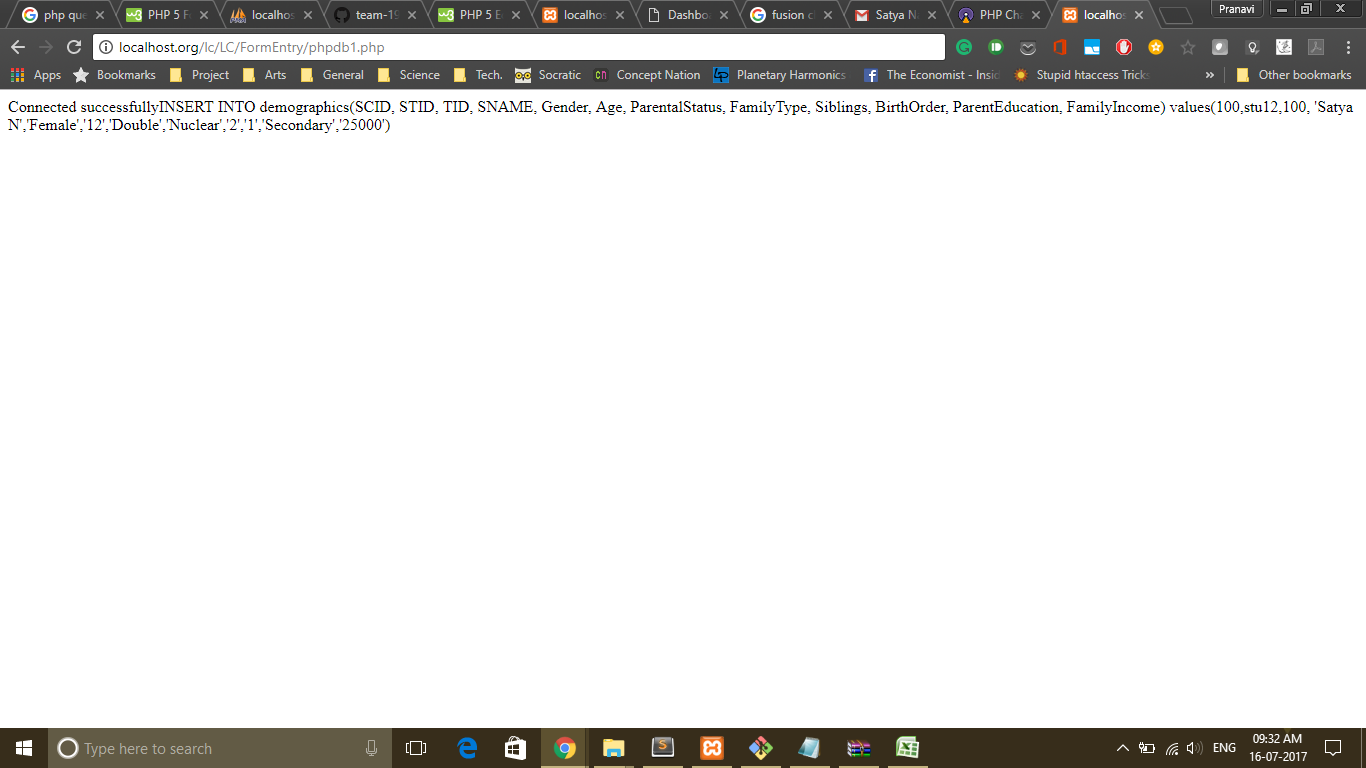 php que
PHP 5 F
localhos
team-19
PHP 5 E
localhos
Dashbo
fusion c
Satya N
PHP Cha
localhos
Pranavi
localhost.org/lc/LC/FormEntry/phpdb1.php
Apps
Bookmarks
Project
Arts
General
Science
Tech.
Socratic
Concept Nation
Planetary Harmonics
The Economist - Insid
Stupid htaccess Tricks
»
Other bookmarks
Connected successfullyINSERT INTO demographics(SCID, STID, TID, SNAME, Gender, Age, ParentalStatus, FamilyType, Siblings, BirthOrder, ParentEducation, FamilyIncome) values(100,stu12,100, 'Satya
N','Female','12','Double','Nuclear','2','1','Secondary','25000')
Type here to search
ENG
09:32 AM
16-07-2017